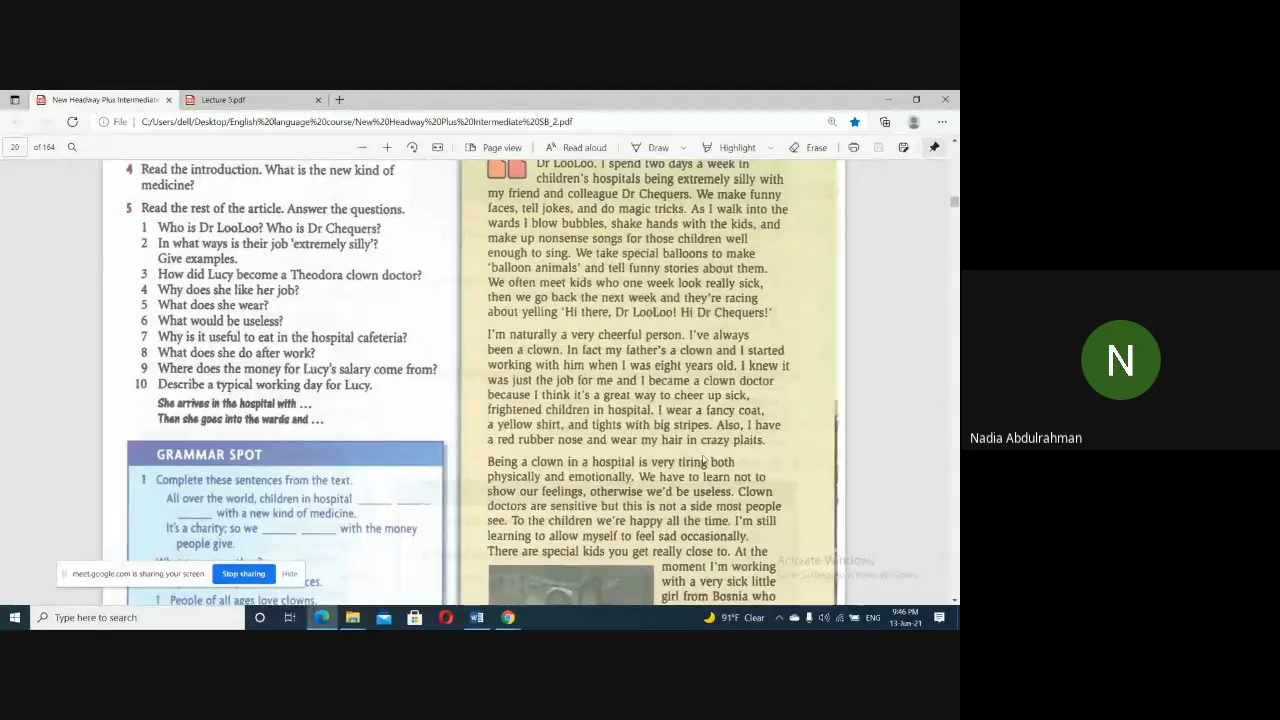 New Headway Plus Intermediate
Lecture 5.pdf
File
C:/Users/dell/Desktop/English%20language%20course/New%20Headway%20Plus%20Intermediate%20SB_2.pdf
20 of 164
Page view
Read aloud
Draw
Highlight
Erase
4 Read the introduction. What is the new kind of
medicine?
5 Read the rest of the article. Answer the questions.
1 Who is Dr LooLoo? Who is Dr Chequers?
2 In what ways is their job 'extremely silly'?
Give examples.
3 How did Lucy become a Theodora clown doctor?
4 Why does she like her job?
5 What does she wear?
6 What would be useless?
7 Why is it useful to eat in the hospital cafeteria?
8 What does she do after work?
9 Where does the money for Lucy's salary come from?
10 Describe a typical working day for Lucy.
She arrives in the hospital with ...
Then she goes into the wards and ...
GRAMMAR SPOT
1 Complete these sentences from the text.
All over the world, children in hospital ____ ____
____ with a new kind of medicine.
It's a charity; so we ____ ____ with the money
people give.
1 People of all ages love clowns.
Dr LooLoo. I spend two days a week in
children's hospitals being extremely silly with
my friend and colleague Dr Chequers. We make funny
faces, tell jokes, and do magic tricks. As I walk into the
wards I blow bubbles, shake hands with the kids, and
make up nonsense songs for those children well
enough to sing. We take special balloons to make
'balloon animals' and tell funny stories about them.
We often meet kids who one week look really sick,
then we go back the next week and they're racing
about yelling 'Hi there, Dr LooLoo! Hi Dr Chequers!'
I'm naturally a very cheerful person. I've always
been a clown. In fact my father's a clown and I started
working with him when I was eight years old. I knew it
was just the job for me and I became a clown doctor
because I think it's a great way to cheer up sick,
frightened children in hospital. I wear a fancy coat,
a yellow shirt, and tights with big stripes. Also, I have
a red rubber nose and wear my hair in crazy plaits.
Being a clown in a hospital is very tiring both
physically and emotionally. We have to learn not to
show our feelings, otherwise we'd be useless. Clown
doctors are sensitive but this is not a side most people
see. To the children we're happy all the time. I'm still
learning to allow myself to feel sad occasionally.
There are special kids you get really close to. At the
moment I'm working
with a very sick little
girl from Bosnia who
Activate Windows
meet.google.com is sharing your screen.
Stop sharing
Hide
Type here to search
91°F Clear
ENG
9:46 PM
13-Jun-21
N
Nadia Abdulrahman